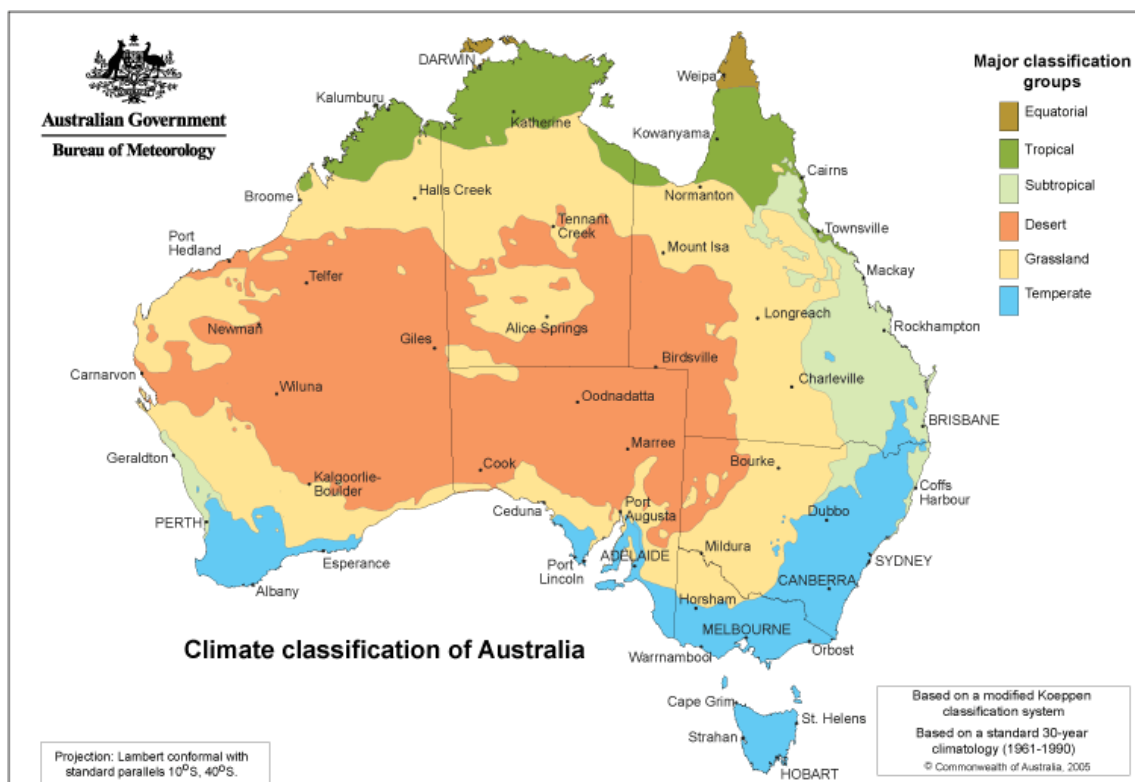 Australian Government
Bureau of Meteorology
Major classification
groups
Equatorial
Tropical
Subtropical
Desert
Grassland
Temperate
DARWIN
Weipa
Kalumburu
Katherine
Kowanyama
Cairns
Broome
Halls Creek
Normanton
Townsville
Port
Hedland
Tennant
Creek
Mount Isa
Mackay
Telfer
Newman
Alice Springs
Longreach
Rockhampton
Giles
Birdsville
Carnarvon
Wiluna
Oodnadatta
Charleville
BRISBANE
Geraldton
Marree
Bourke
Kalgoorlie-
Boulder
Cook
Coffs
Harbour
PERTH
Ceduna
Port
Augusta
Dubbo
Esperance
Port
Lincoln
ADELAIDE
Mildura
SYDNEY
Albany
CANBERRA
Horsham
MELBOURNE
Warrnambool
Orbost
Climate classification of Australia
Cape Grim
St. Helens
Strahan
HOBART
Based on a modified Koeppen
classification system
Based on a standard 30-year
climatology (1961-1990)
© Commonwealth of Australia, 2005
Projection: Lambert conformal with
standard parallels 10°S, 40°S.